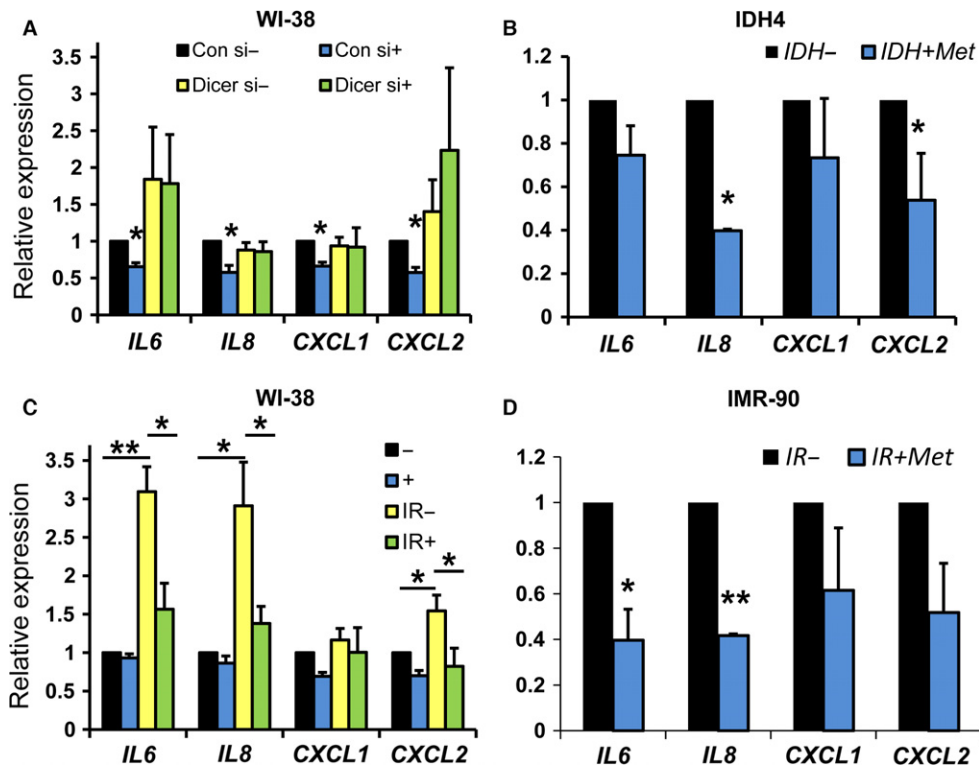 A
WI-38
Con si– Con si+
Dicer si– Dicer si+
Relative expression
3.5
3
2.5
2
1.5
1
0.5
0
* * * *
IL6 IL8 CXCL1 CXCL2
B
IDH4
IDH– IDH+Met
1.2
1
0.8
0.6
0.4
0.2
0
* *
IL6 IL8 CXCL1 CXCL2
C
WI-38
–
+
IR–
IR+
Relative expression
3.5
3
2.5
2
1.5
1
0.5
0
** * * * * *
IL6 IL8 CXCL1 CXCL2
D
IMR-90
IR– IR+Met
1.2
1
0.8
0.6
0.4
0.2
0
* **
IL6 IL8 CXCL1 CXCL2